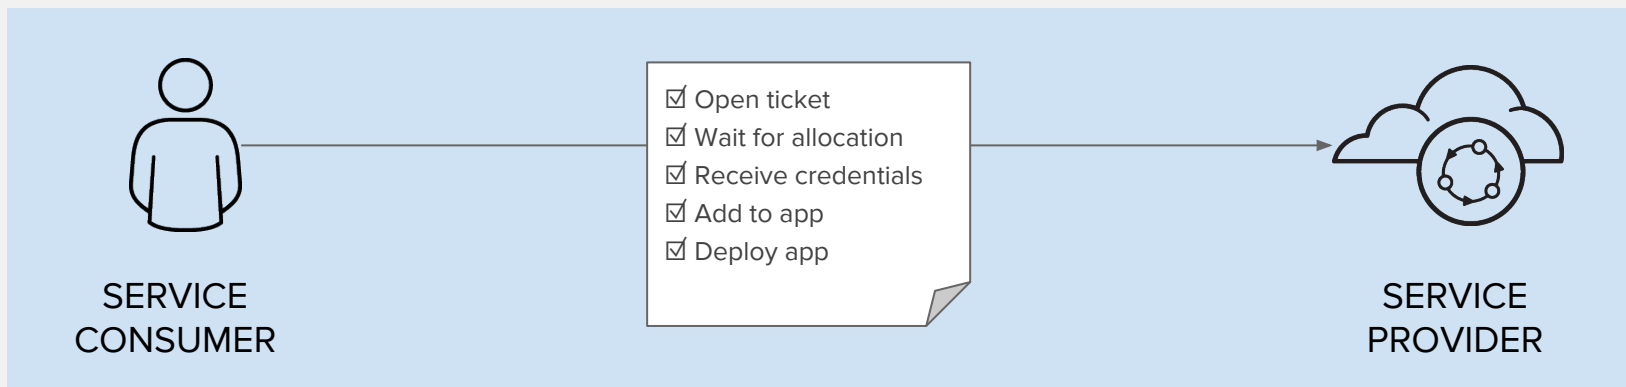 ☑ Open ticket
☑ Wait for allocation
☑ Receive credentials
☑ Add to app
☑ Deploy app
SERVICE
CONSUMER
SERVICE
PROVIDER